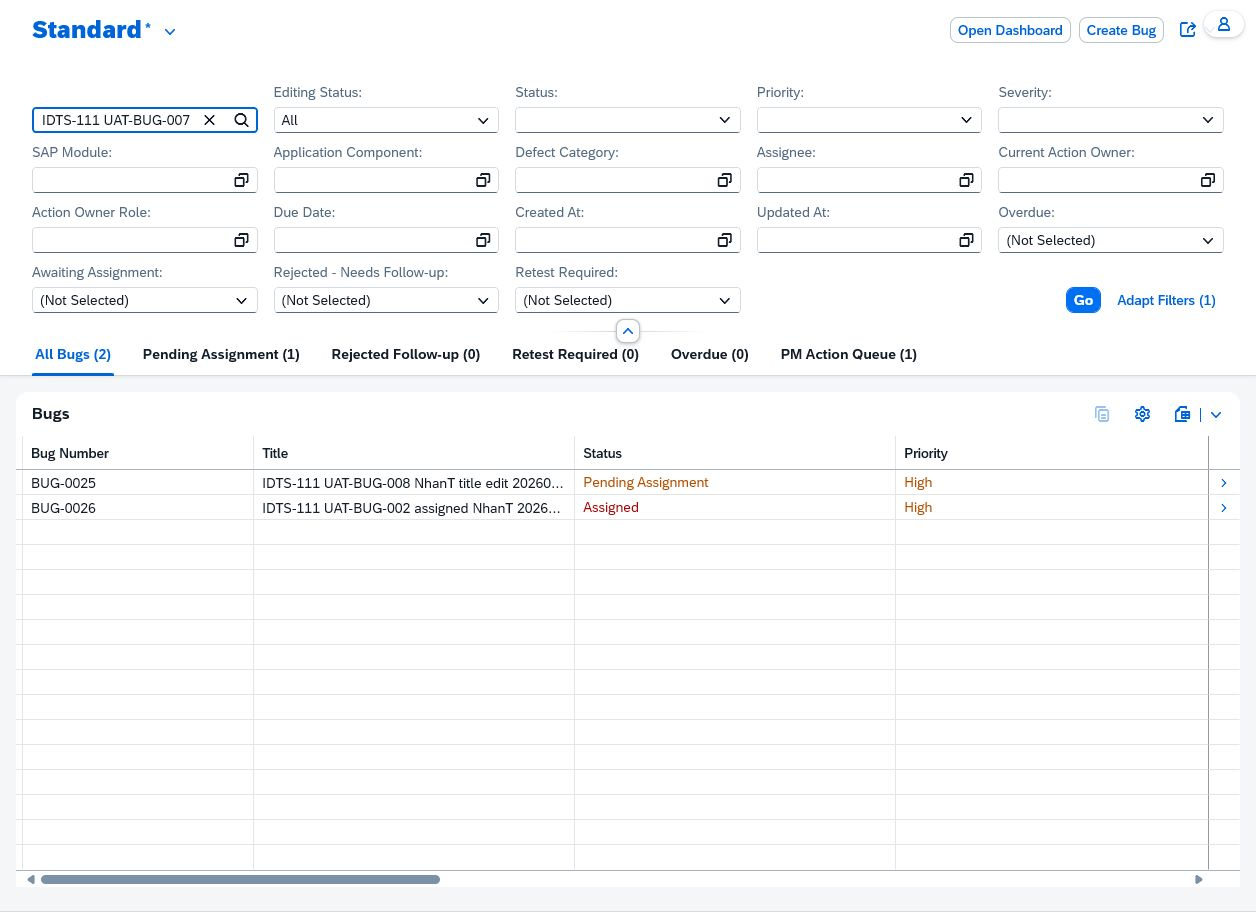 Standard*
Open Dashboard
Create Bug
IDTS-111 UAT-BUG-007
Editing Status:
All
Status:
Priority:
Severity:
SAP Module:
Application Component:
Defect Category:
Assignee:
Current Action Owner:
Action Owner Role:
Due Date:
Created At:
Updated At:
Overdue:
(Not Selected)
Awaiting Assignment:
(Not Selected)
Rejected - Needs Follow-up:
(Not Selected)
Retest Required:
(Not Selected)
Go
Adapt Filters (1)
All Bugs (2) Pending Assignment (1) Rejected Follow-up (0) Retest Required (0) Overdue (0) PM Action Queue (1)
Bugs
Bug Number Title Status Priority
BUG-0025 IDTS-111 UAT-BUG-008 NhanT title edit 20260... Pending Assignment High
BUG-0026 IDTS-111 UAT-BUG-002 assigned NhanT 2026... Assigned High